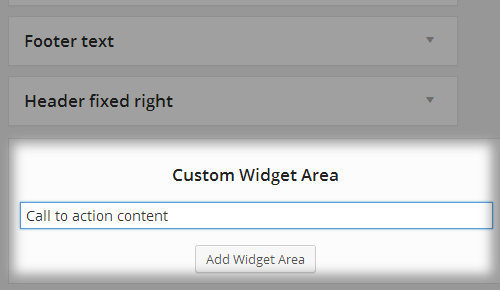 Footer text
Header fixed right
Custom Widget Area
Call to action content
Add Widget Area